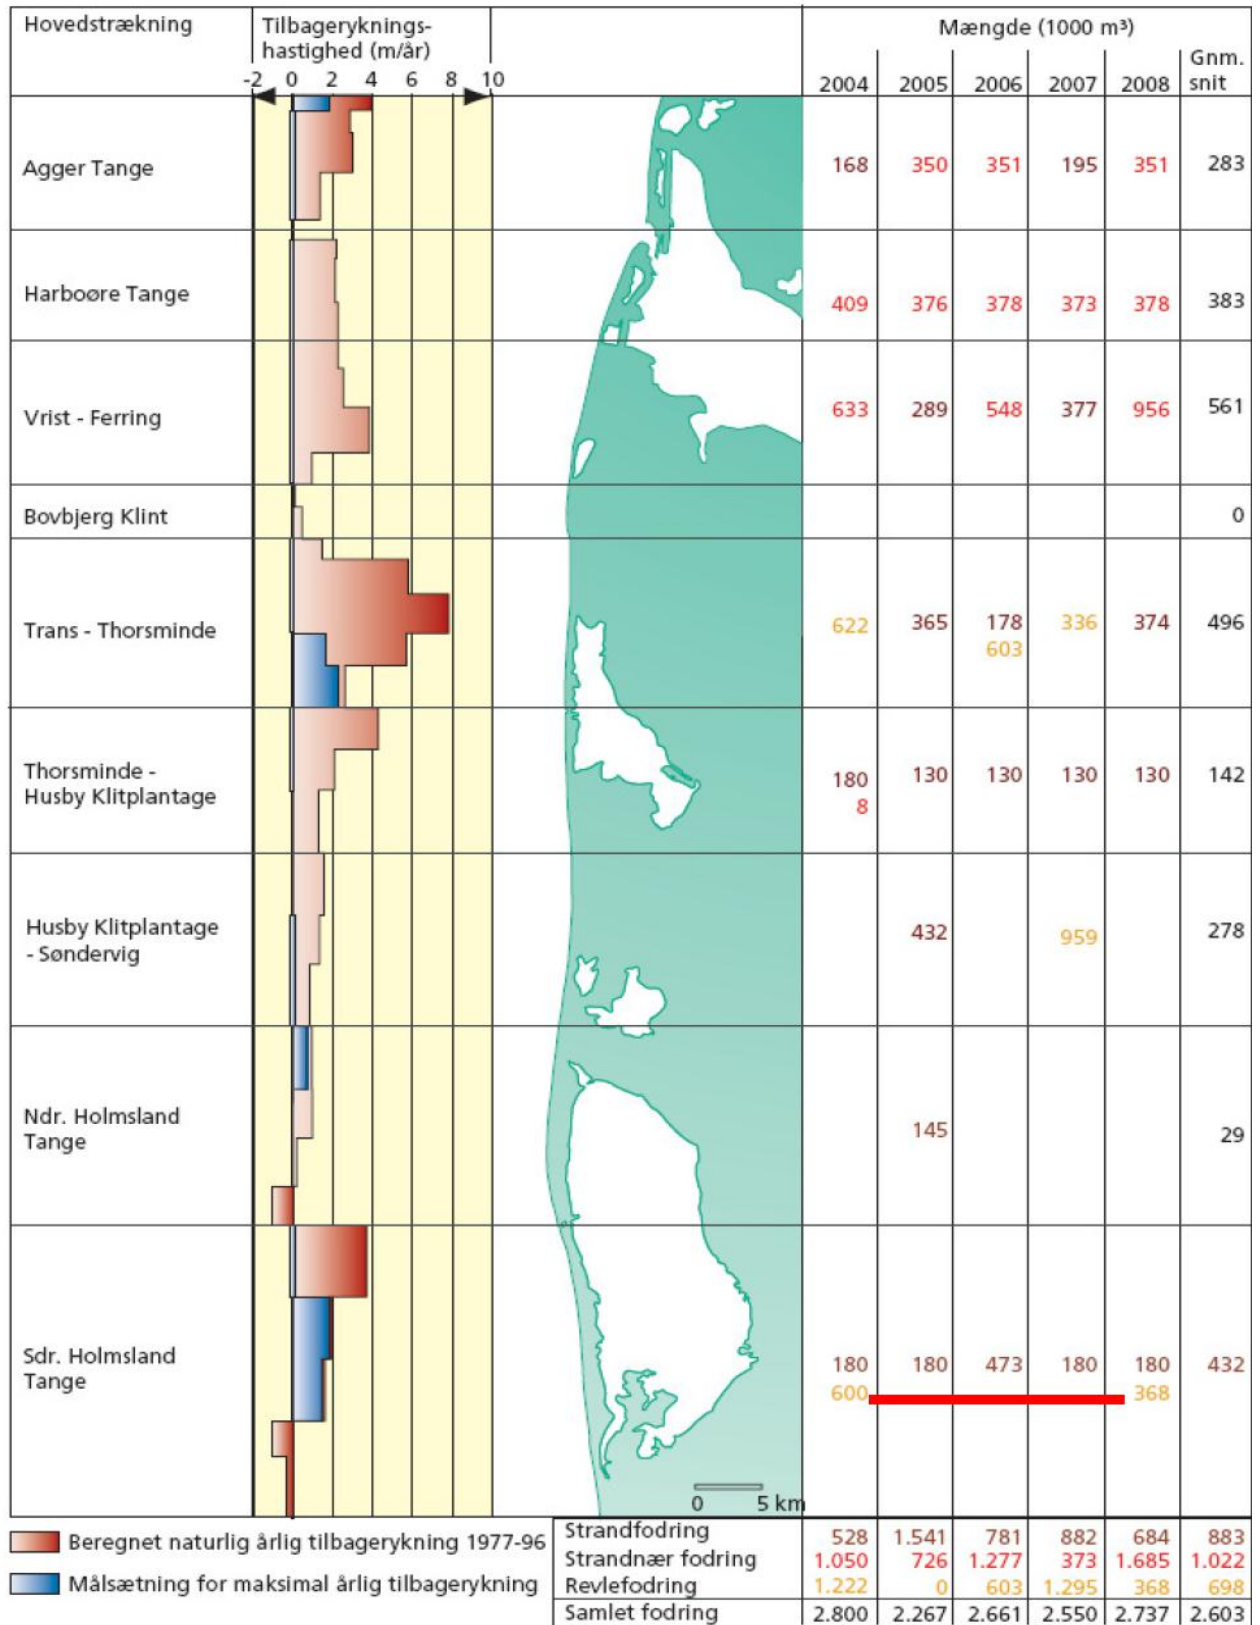 Hovedstrækning
Tilbageryknings-
hastighed (m/år)
-2 0 2 4 6 8 10
Mængde (1000 m³)
2004 2005 2006 2007 2008 Gnm. snit
Agger Tange 168 350 351 195 351 283
Harboøre Tange 409 376 378 373 378 383
Vrist - Ferring 633 289 548 377 956 561
Bovbjerg Klint 0
Trans - Thorsminde 622 365 178 336 374 496
603
Thorsminde -
Husby Klitplantage
180 130 130 130 130 142
8
Husby Klitplantage
- Søndervig
432 959 278
Ndr. Holmsland
Tange
145 29
Sdr. Holmsland
Tange
180 180 473 180 180 432
600 368
0 5 km
Beregnet naturlig årlig tilbagerykning 1977-96
Målsætning for maksimal årlig tilbagerykning
Strandfodring 528 1.541 781 882 684 883
Strandnær fodring 1.050 726 1.277 373 1.685 1.022
Revlefodring 1.222 0 603 1.295 368 698
Samlet fodring 2.800 2.267 2.661 2.550 2.737 2.603